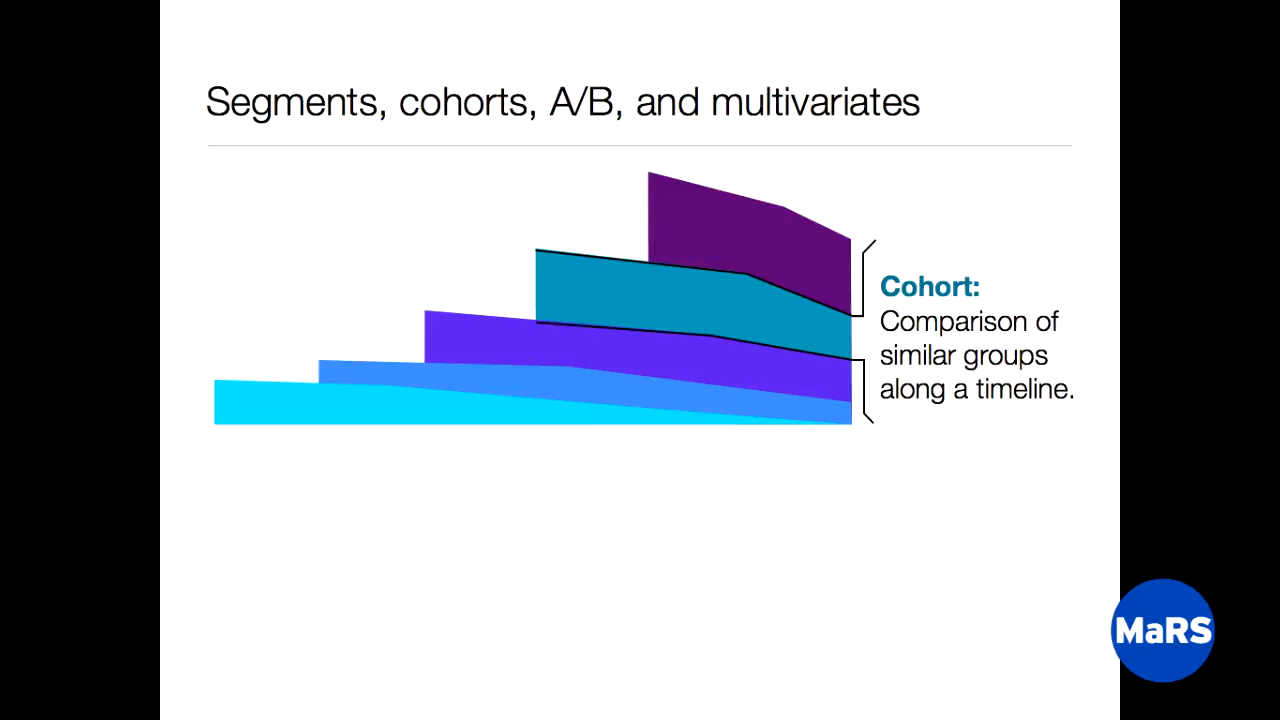 Segments, cohorts, A/B, and multivariates
Cohort:
Comparison of
similar groups
along a timeline.
MaRS